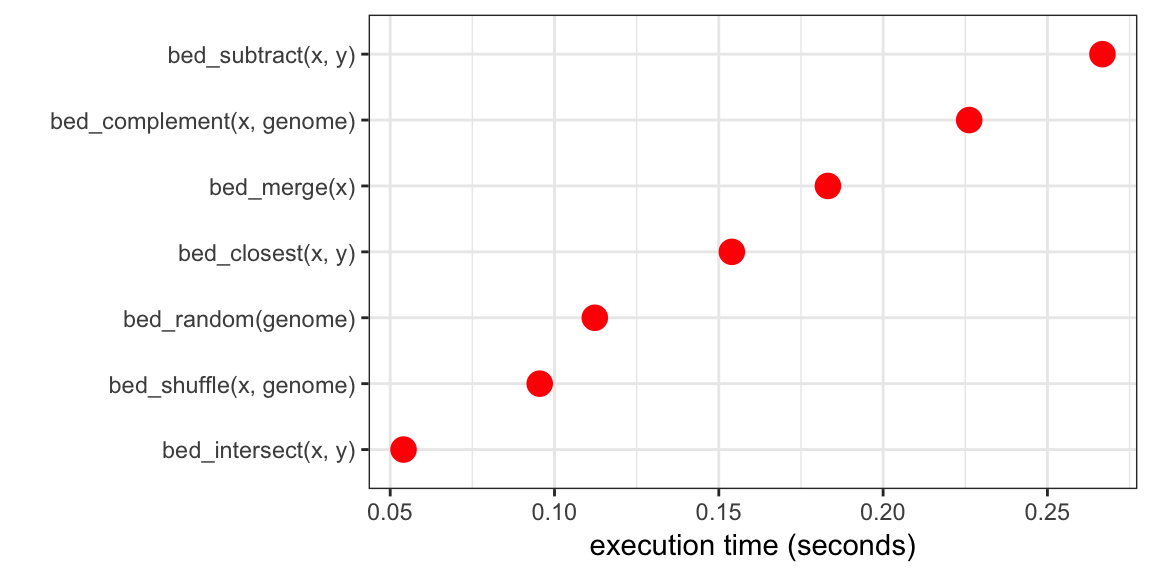 bed_subtract(x, y)
bed_complement(x, genome)
bed_merge(x)
bed_closest(x, y)
bed_random(genome)
bed_shuffle(x, genome)
bed_intersect(x, y)
0.05 0.10 0.15 0.20 0.25
execution time (seconds)